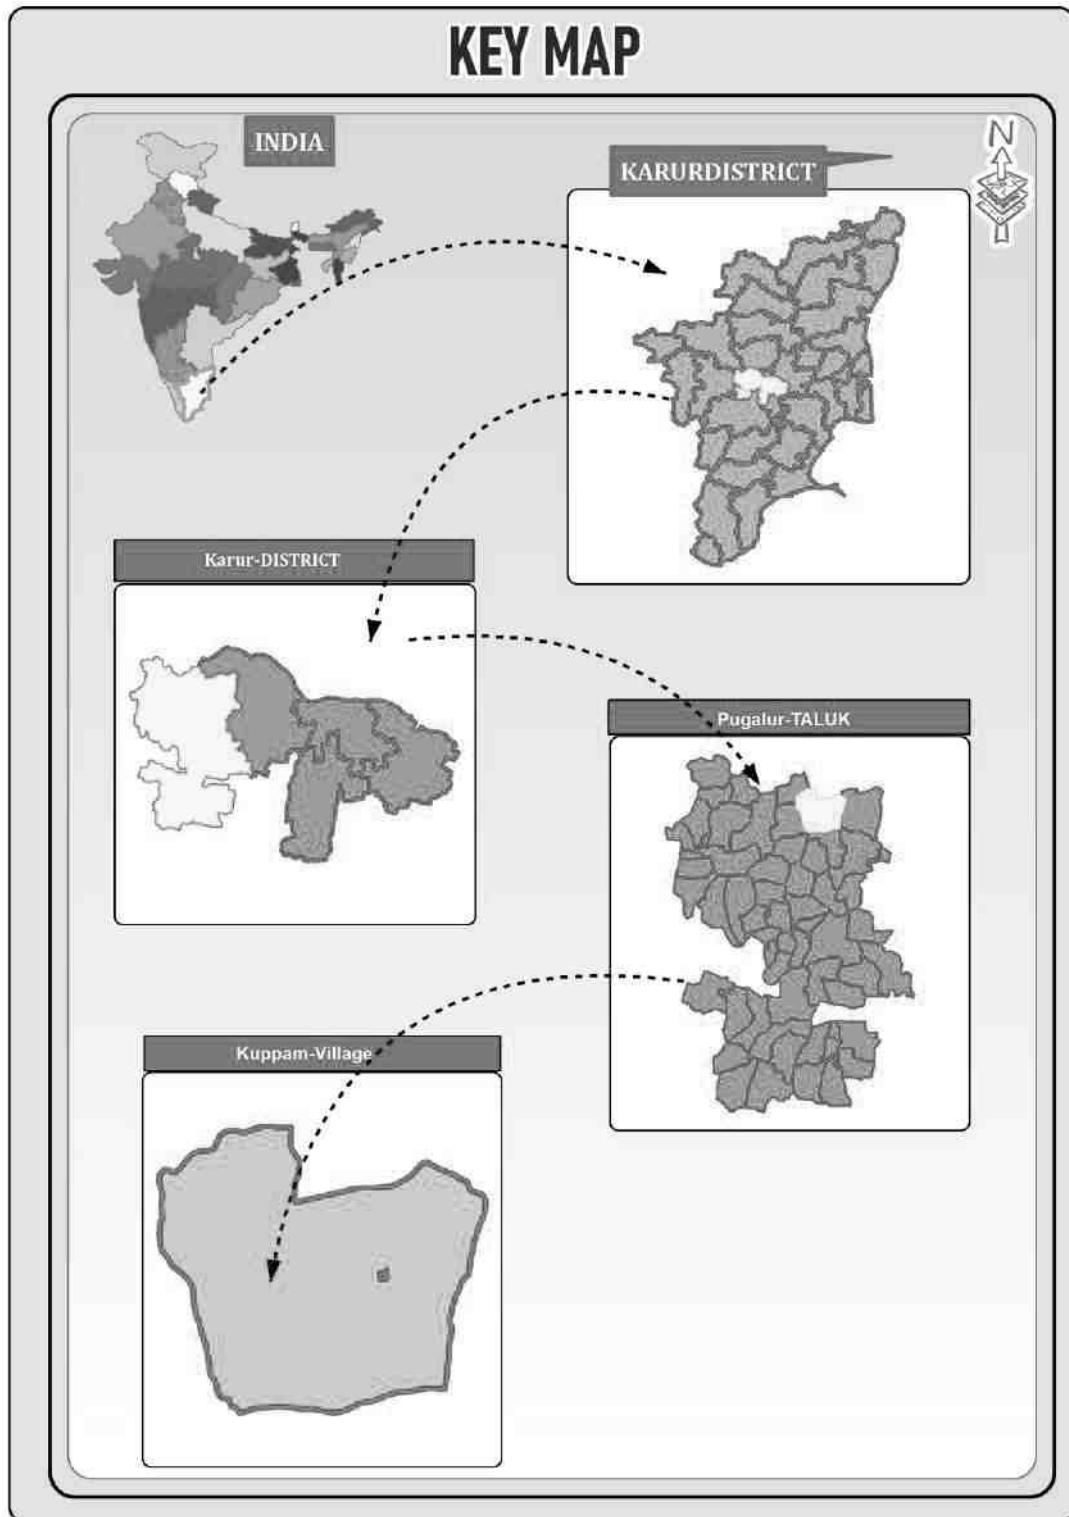 KEY MAP
INDIA
N
KARURDISTRICT
Karur-DISTRICT
Pugalur-TALUK
Kuppam-Village